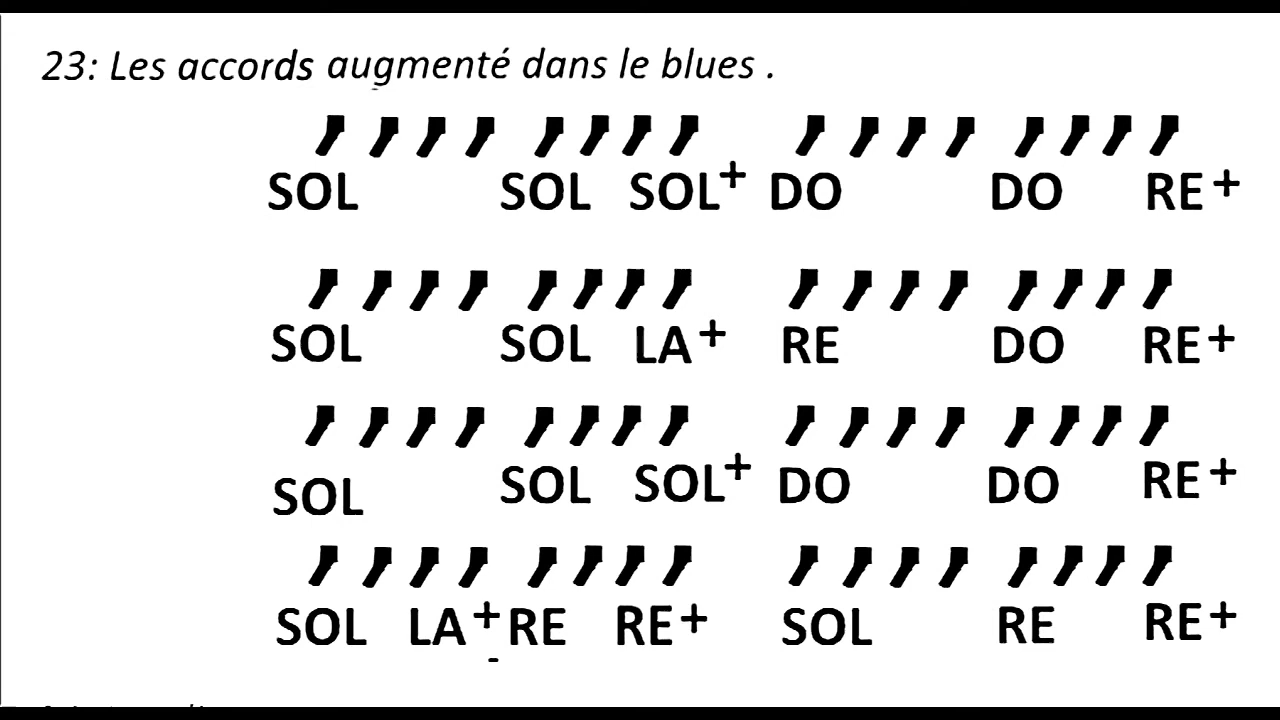 23: Les accords augmenté dans le blues .
, , , , , , , , , , , , , , , ,
SOL SOL SOL+ DO DO RE+
, , , , , , , , , , , , , , , ,
SOL SOL LA+ RE DO RE+
, , , , , , , , , , , , , , , ,
SOL SOL SOL+ DO DO RE+
, , , , , , , , , , , , , , , ,
SOL LA+ RE RE+ SOL RE RE+